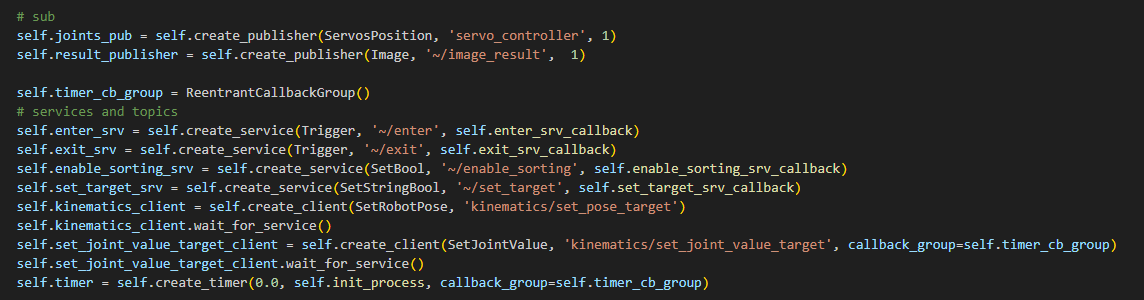 # sub
self.joints_pub = self.create_publisher(ServosPosition, 'servo_controller', 1)
self.result_publisher = self.create_publisher(Image, '~/image_result',  1)
self.timer_cb_group = ReentrantCallbackGroup()
# services and topics
self.enter_srv = self.create_service(Trigger, '~/enter', self.enter_srv_callback)
self.exit_srv = self.create_service(Trigger, '~/exit', self.exit_srv_callback)
self.enable_sorting_srv = self.create_service(SetBool, '~/enable_sorting', self.enable_sorting_srv_callback)
self.set_target_srv = self.create_service(SetStringBool, '~/set_target', self.set_target_srv_callback)
self.kinematics_client = self.create_client(SetRobotPose, 'kinematics/set_pose_target')
self.kinematics_client.wait_for_service()
self.set_joint_value_target_client = self.create_client(SetJointValue, 'kinematics/set_joint_value_target', callback_group=self.timer_cb_group)
self.set_joint_value_target_client.wait_for_service()
self.timer = self.create_timer(0.0, self.init_process, callback_group=self.timer_cb_group)